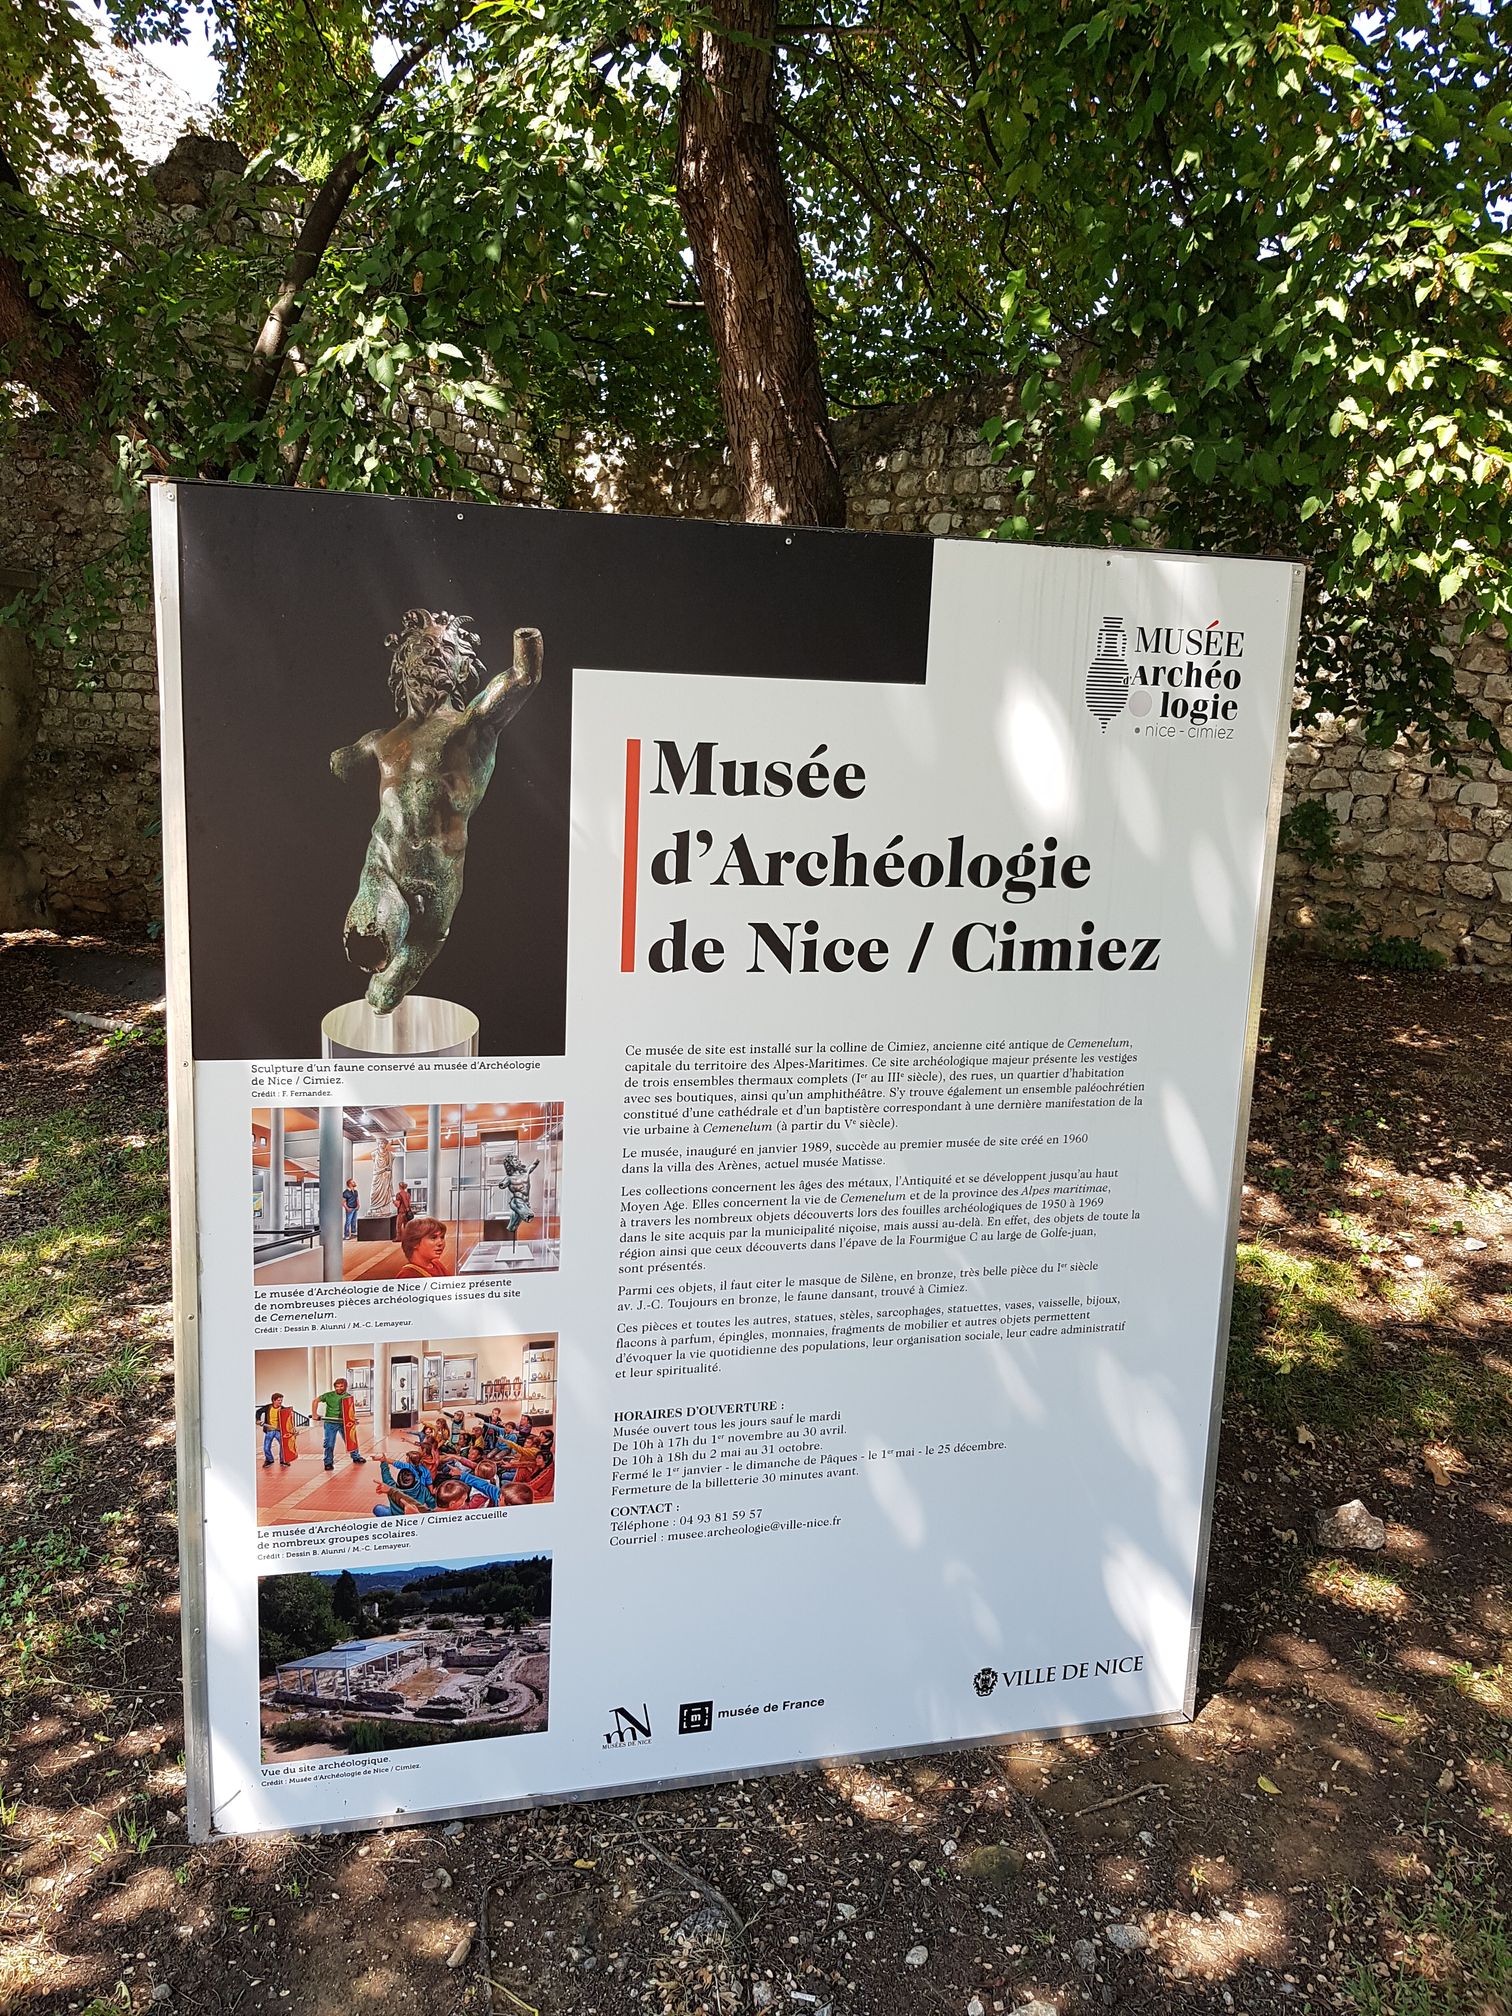 MUSÉE
d'Archéo
logie
• nice - cimiez
Musée
d'Archéologie
de Nice / Cimiez
Ce musée de site est installé sur la colline de Cimiez, ancienne cité antique de Cemenelum,
capitale du territoire des Alpes-Maritimes. Ce site archéologique majeur présente les vestiges
de trois ensembles thermaux complets (Ier au IIIe siècle), des rues, un quartier d'habitation
avec ses boutiques, ainsi qu'un amphithéâtre. S'y trouve également un ensemble paléochrétien
constitué d'une cathédrale et d'un baptistère correspondant à une dernière manifestation de la
vie urbaine à Cemenelum (à partir du Ve siècle).
Le musée, inauguré en janvier 1989, succède au premier musée de site créé en 1960
dans la villa des Arènes, actuel musée Matisse.
Les collections concernent les âges des métaux, l'Antiquité et se développent jusqu'au haut
Moyen Age. Elles concernent la vie de Cemenelum et de la province des Alpes maritimae,
à travers les nombreux objets découverts lors des fouilles archéologiques de 1950 à 1969
dans le site acquis par la municipalité niçoise, mais aussi au-delà. En effet, des objets de toute la
région ainsi que ceux découverts dans l'épave de la Fourmigue C au large de Golfe-juan,
sont présentés.
Parmi ces objets, il faut citer le masque de Silène, en bronze, très belle pièce du Ier siècle
av. J.-C. Toujours en bronze, le faune dansant, trouvé à Cimiez.
Ces pièces et toutes les autres, statues, stèles, sarcophages, statuettes, vases, vaisselle, bijoux,
flacons à parfum, épingles, monnaies, fragments de mobilier et autres objets permettent
d'évoquer la vie quotidienne des populations, leur organisation sociale, leur cadre administratif
et leur spiritualité.
HORAIRES D'OUVERTURE :
Musée ouvert tous les jours sauf le mardi
De 10h à 17h du 1er novembre au 30 avril.
De 10h à 18h du 2 mai au 31 octobre.
Fermé le 1er janvier - le dimanche de Pâques - le 1er mai - le 25 décembre.
Fermeture de la billetterie 30 minutes avant.
CONTACT :
Téléphone : 04 93 81 59 57
Courriel : musee.archeologie@ville-nice.fr
Sculpture d'un faune conservé au musée d'Archéologie
de Nice / Cimiez.
Crédit : F. Fernandez.
Le musée d'Archéologie de Nice / Cimiez présente
de nombreuses pièces archéologiques issues du site
de Cemenelum.
Crédit : Dessin B. Alunni / M.-C. Lemayeur.
Le musée d'Archéologie de Nice / Cimiez accueille
de nombreux groupes scolaires.
Crédit : Dessin B. Alunni / M.-C. Lemayeur.
Vue du site archéologique.
Crédit : Musée d'Archéologie de Nice / Cimiez.
mN
MUSÉES DE NICE
m
musée de France
VILLE DE NICE